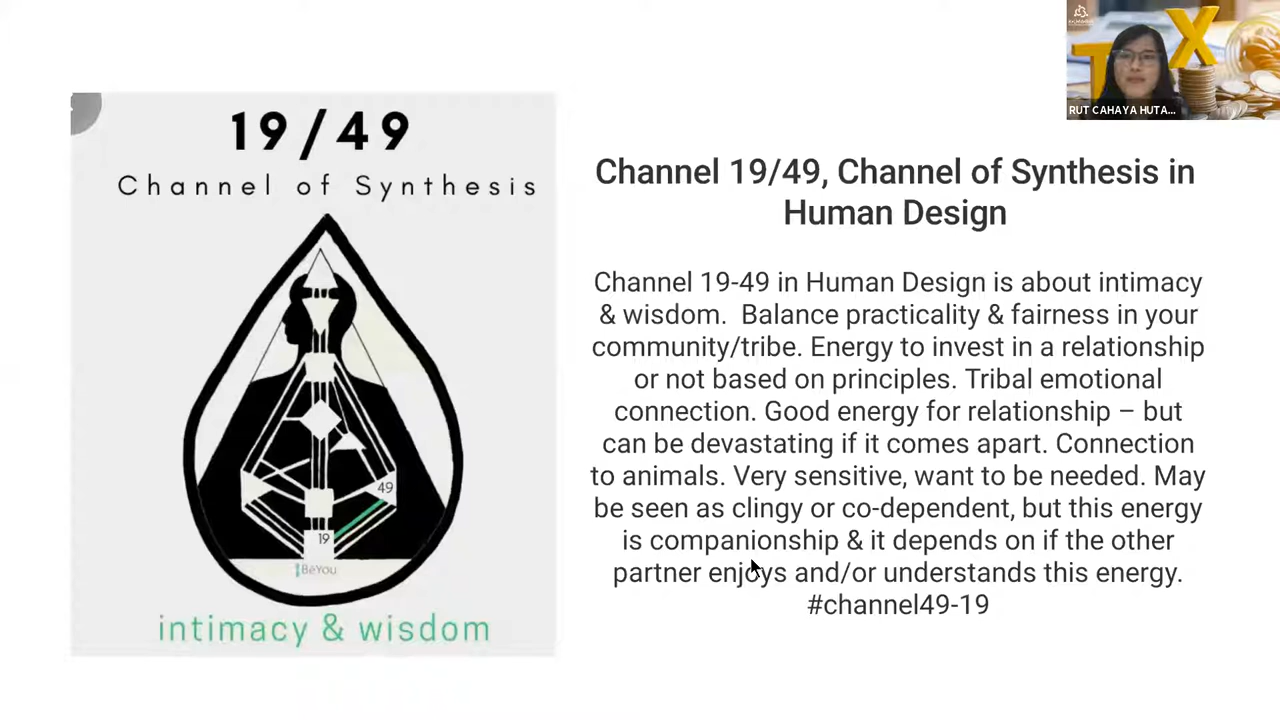 19/49
Channel of Synthesis
49
19
BeYou
intimacy & wisdom
Channel 19/49, Channel of Synthesis in
Human Design
Channel 19-49 in Human Design is about intimacy
& wisdom. Balance practicality & fairness in your
community/tribe. Energy to invest in a relationship
or not based on principles. Tribal emotional
connection. Good energy for relationship – but
can be devastating if it comes apart. Connection
to animals. Very sensitive, want to be needed. May
be seen as clingy or co-dependent, but this energy
is companionship & it depends on if the other
partner enjoys and/or understands this energy.
#channel49-19
T X
RUT CAHAYA HUTA...